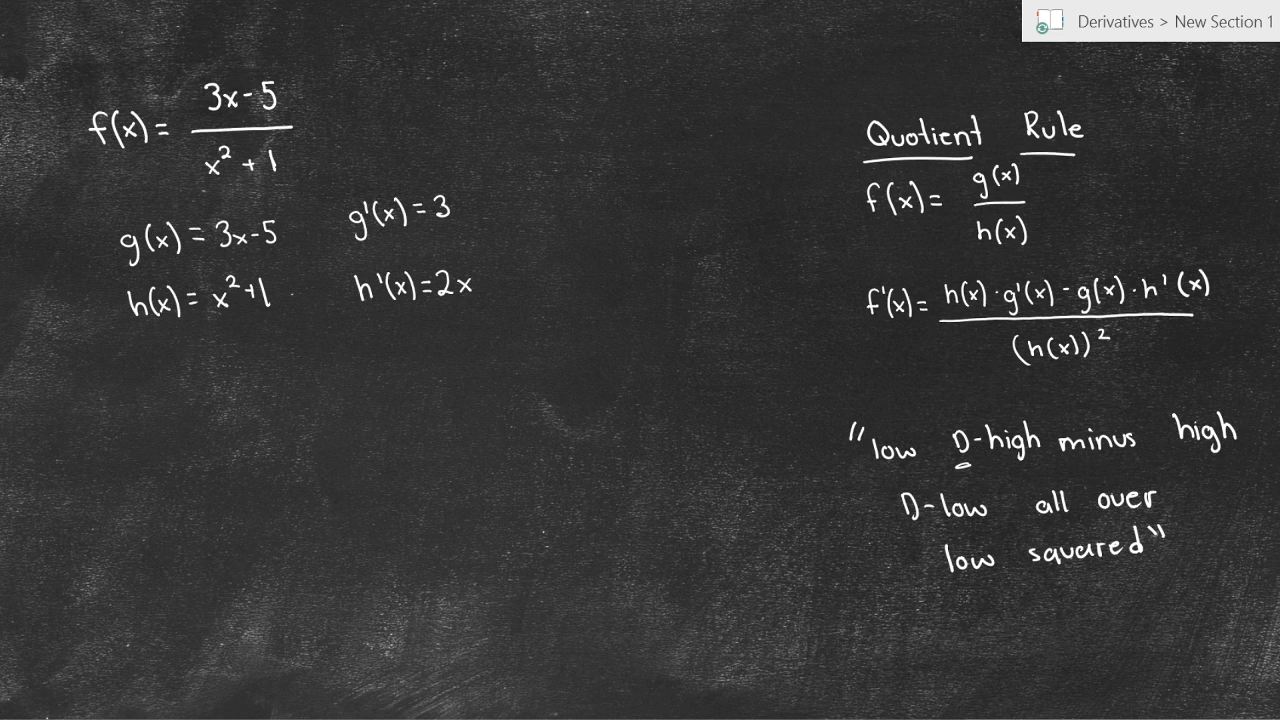 Derivatives > New Section 1
f(x) = 3x-5
x² + 1
g(x) = 3x-5 g'(x) = 3
h(x) = x²+1 h'(x) = 2x
Quotient Rule
f(x) = g(x)
h(x)
f'(x) = h(x) · g'(x) - g(x) · h'(x)
(h(x))²
"low D-high minus high
D-low all over
low squared"